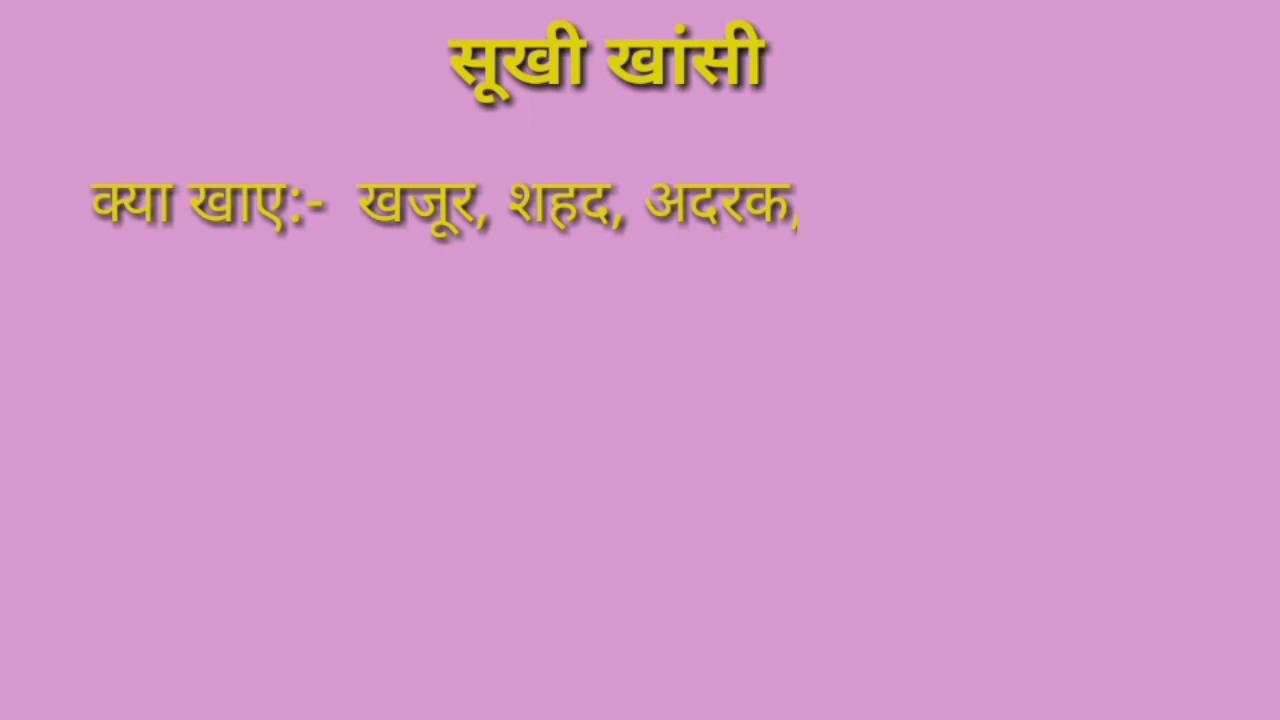 सूखी खांसी
क्या खाए:- खजूर, शहद, अदरक,